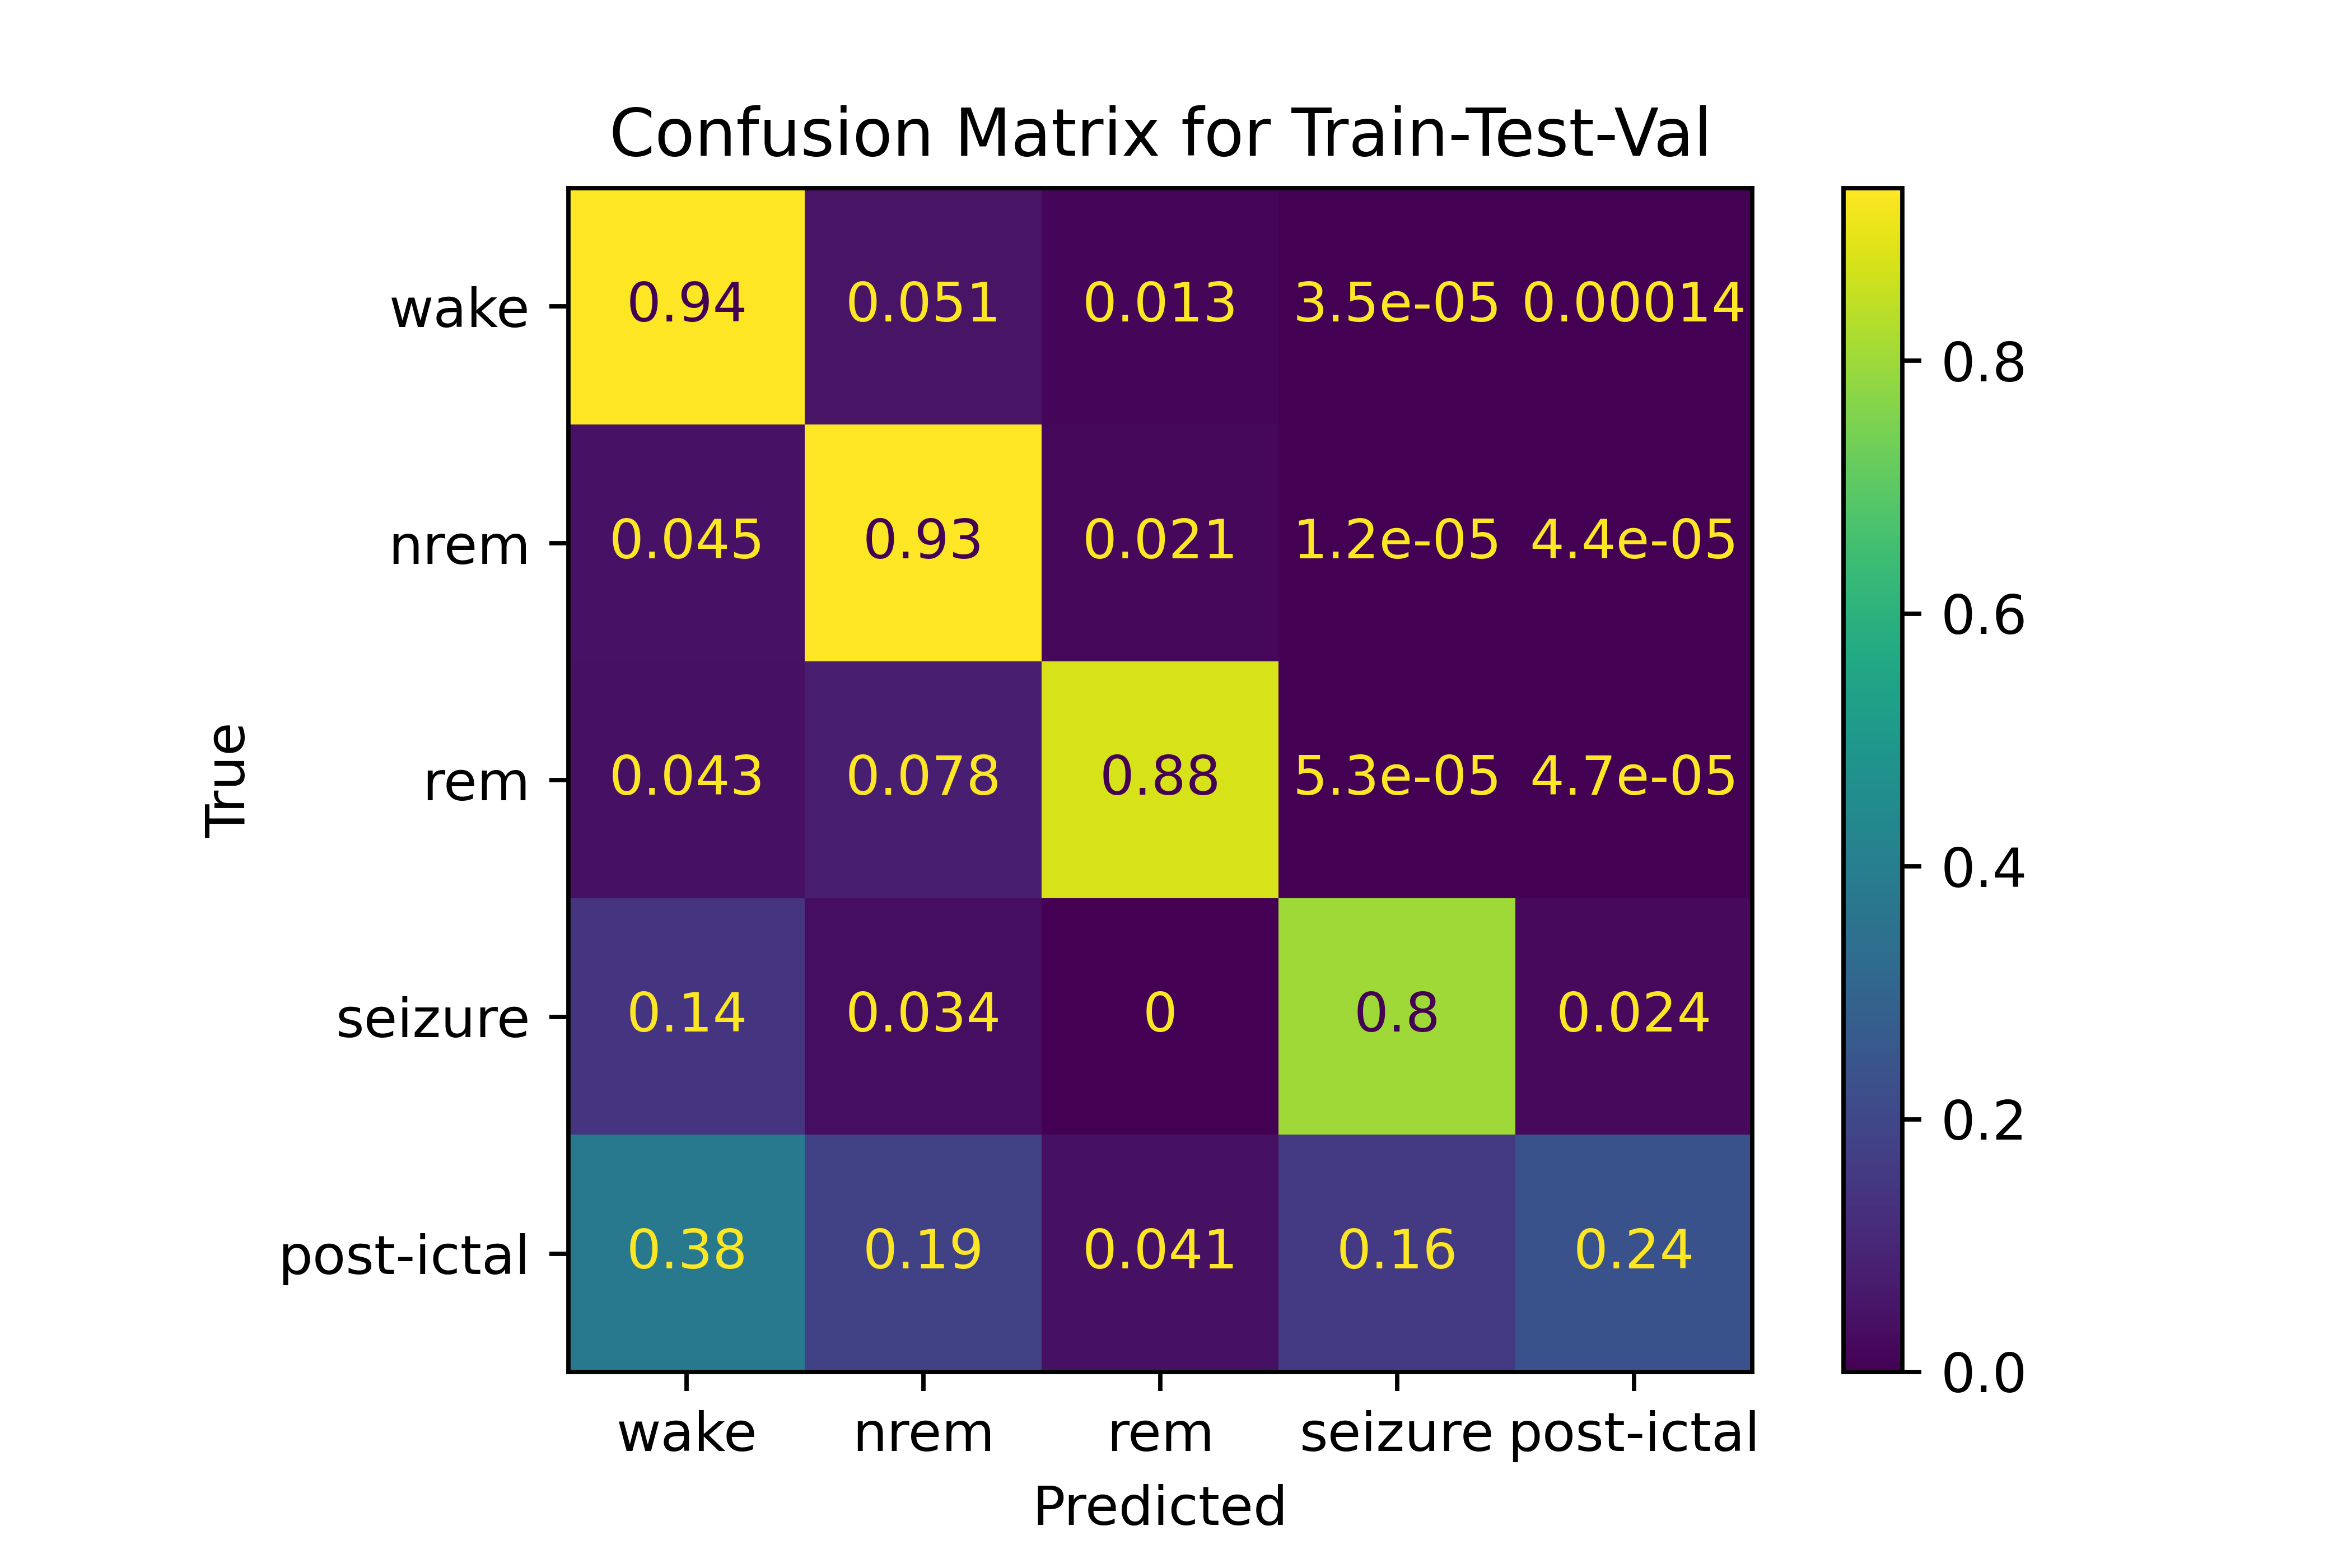 Confusion Matrix for Train-Test-Val
wake 0.94 0.051 0.013 3.5e-05 0.00014
nrem 0.045 0.93 0.021 1.2e-05 4.4e-05
rem 0.043 0.078 0.88 5.3e-05 4.7e-05
seizure 0.14 0.034 0 0.8 0.024
post-ictal 0.38 0.19 0.041 0.16 0.24
wake nrem rem seizure post-ictal
Predicted
True
0.8
0.6
0.4
0.2
0.0